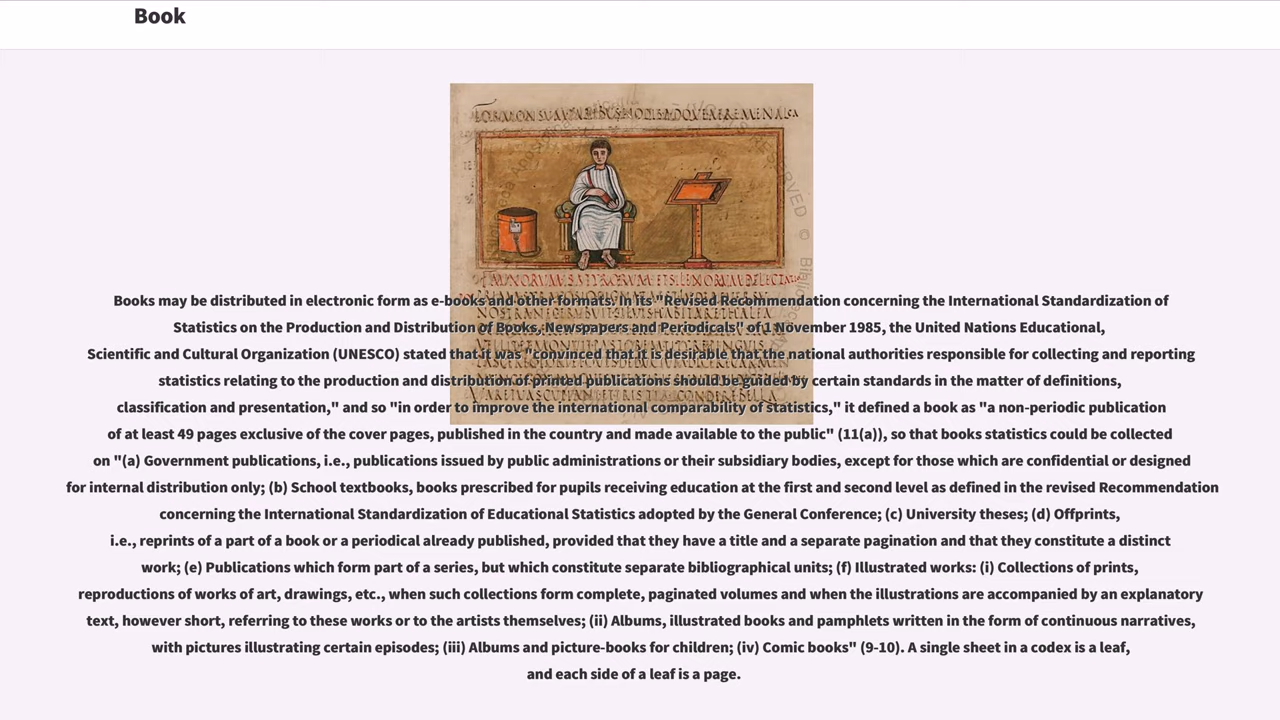 Book
Books may be distributed in electronic form as e-books and other formats. In its "Revised Recommendation concerning the International Standardization of
Statistics on the Production and Distribution of Books, Newspapers and Periodicals" of 1 November 1985, the United Nations Educational,
Scientific and Cultural Organization (UNESCO) stated that it was "convinced that it is desirable that the national authorities responsible for collecting and reporting
statistics relating to the production and distribution of printed publications should be guided by certain standards in the matter of definitions,
classification and presentation," and so "in order to improve the international comparability of statistics," it defined a book as "a non-periodic publication
of at least 49 pages exclusive of the cover pages, published in the country and made available to the public" (11(a)), so that books statistics could be collected
on "(a) Government publications, i.e., publications issued by public administrations or their subsidiary bodies, except for those which are confidential or designed
for internal distribution only; (b) School textbooks, books prescribed for pupils receiving education at the first and second level as defined in the revised Recommendation
concerning the International Standardization of Educational Statistics adopted by the General Conference; (c) University theses; (d) Offprints,
i.e., reprints of a part of a book or a periodical already published, provided that they have a title and a separate pagination and that they constitute a distinct
work; (e) Publications which form part of a series, but which constitute separate bibliographical units; (f) Illustrated works: (i) Collections of prints,
reproductions of works of art, drawings, etc., when such collections form complete, paginated volumes and when the illustrations are accompanied by an explanatory
text, however short, referring to these works or to the artists themselves; (ii) Albums, illustrated books and pamphlets written in the form of continuous narratives,
with pictures illustrating certain episodes; (iii) Albums and picture-books for children; (iv) Comic books" (9-10). A single sheet in a codex is a leaf,
and each side of a leaf is a page.